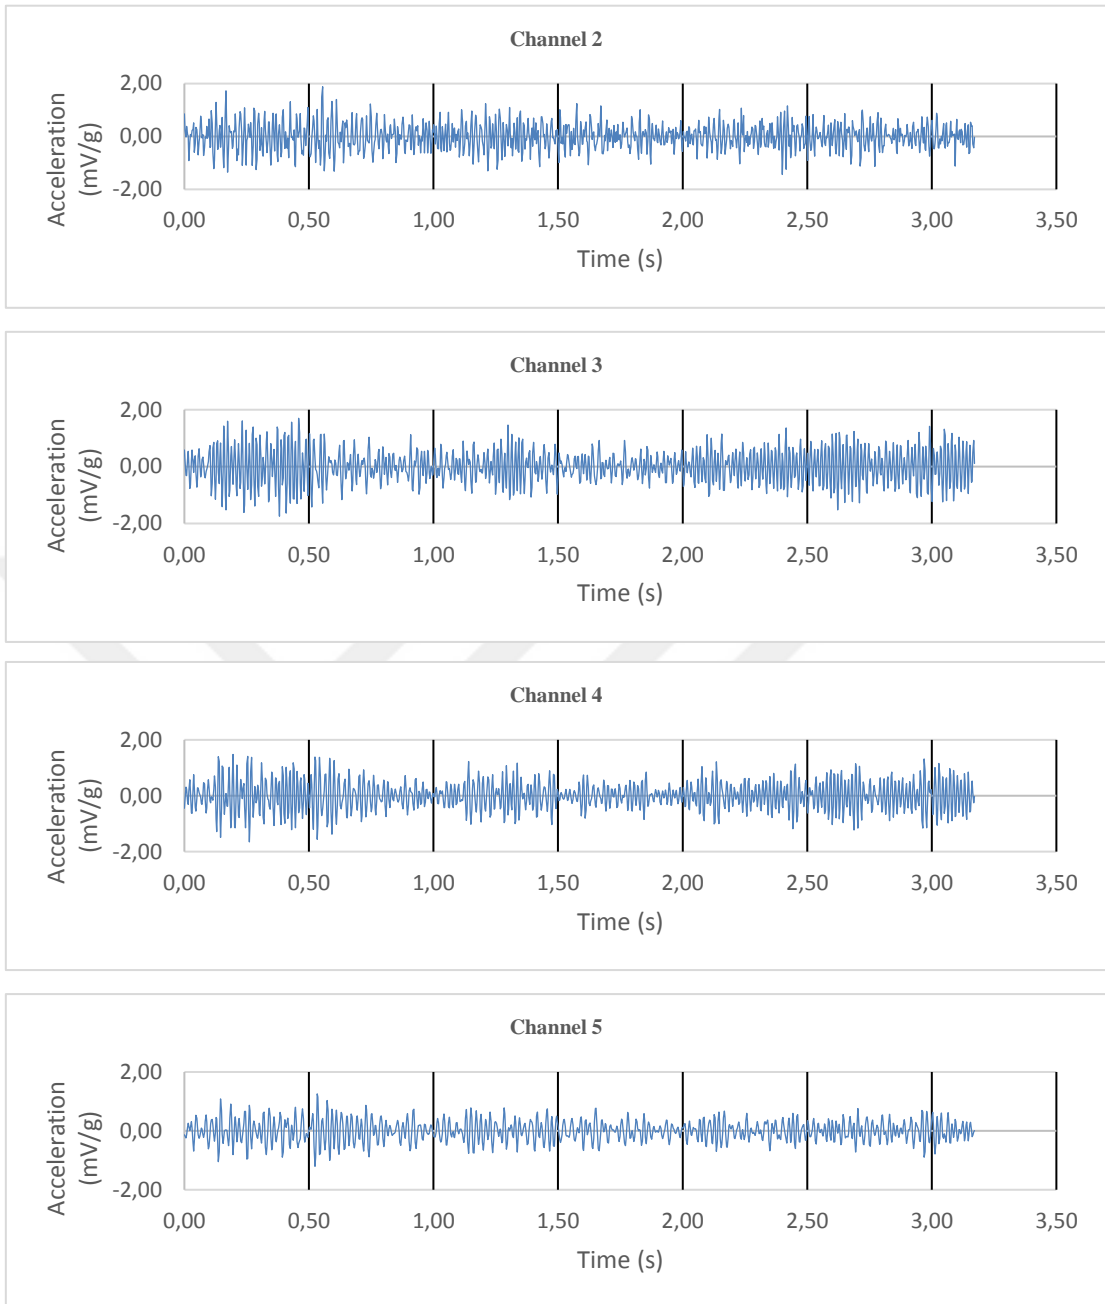 Channel 2
Acceleration
(mV/g)
2,00
0,00
-2,00
0,00 0,50 1,00 1,50 2,00 2,50 3,00 3,50
Time (s)
Channel 3
Acceleration
(mV/g)
2,00
0,00
-2,00
0,00 0,50 1,00 1,50 2,00 2,50 3,00 3,50
Time (s)
Channel 4
Acceleration
(mV/g)
2,00
0,00
-2,00
0,00 0,50 1,00 1,50 2,00 2,50 3,00 3,50
Time (s)
Channel 5
Acceleration
(mV/g)
2,00
0,00
-2,00
0,00 0,50 1,00 1,50 2,00 2,50 3,00 3,50
Time (s)